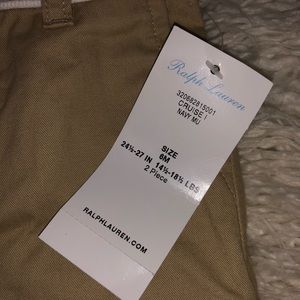 Ralph Lauren
320682815001
CRUISE I
NAVY MU
SIZE
6M
24½-27 IN 14½-18½ LBS
2 Piece
RALPHLAUREN.COM